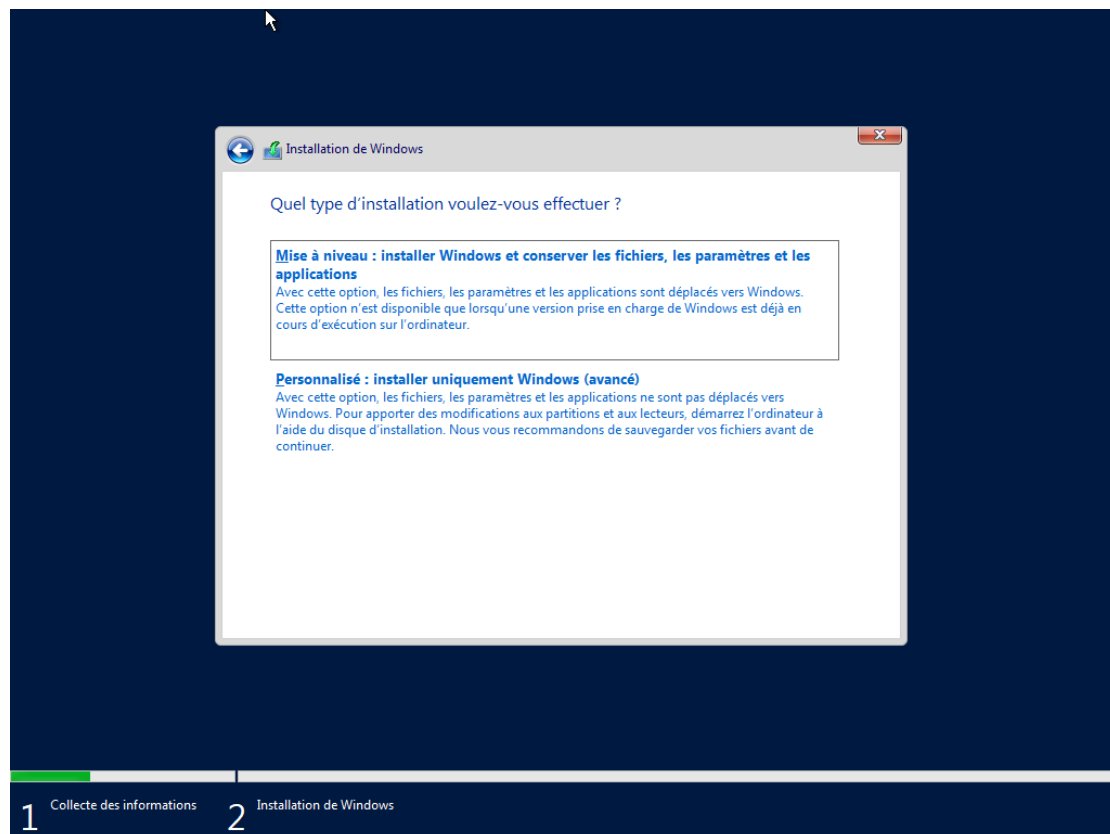 Installation de Windows
Quel type d’installation voulez-vous effectuer ?
Mise à niveau : installer Windows et conserver les fichiers, les paramètres et les
applications
Avec cette option, les fichiers, les paramètres et les applications sont déplacés vers Windows.
Cette option n’est disponible que lorsqu’une version prise en charge de Windows est déjà en
cours d’exécution sur l’ordinateur.
Personnalisé : installer uniquement Windows (avancé)
Avec cette option, les fichiers, les paramètres et les applications ne sont pas déplacés vers
Windows. Pour apporter des modifications aux partitions et aux lecteurs, démarrez l’ordinateur à
l’aide du disque d’installation. Nous vous recommandons de sauvegarder vos fichiers avant de
continuer.
1 Collecte des informations
2 Installation de Windows